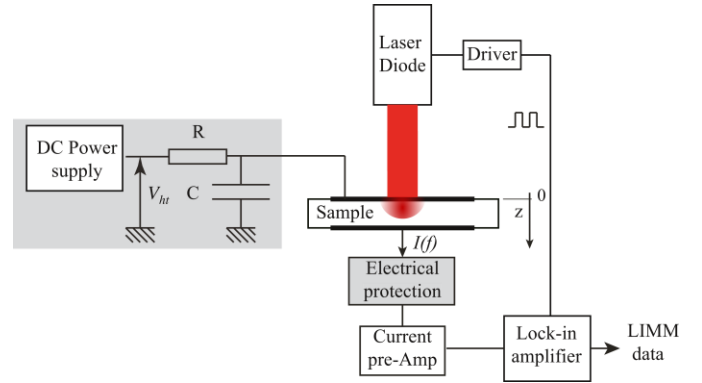 Laser
Diode
Driver
DC Power
supply
R
V_ht
C
Sample
0
z
I(f)
Electrical
protection
Current
pre-Amp
Lock-in
amplifier
LIMM
data